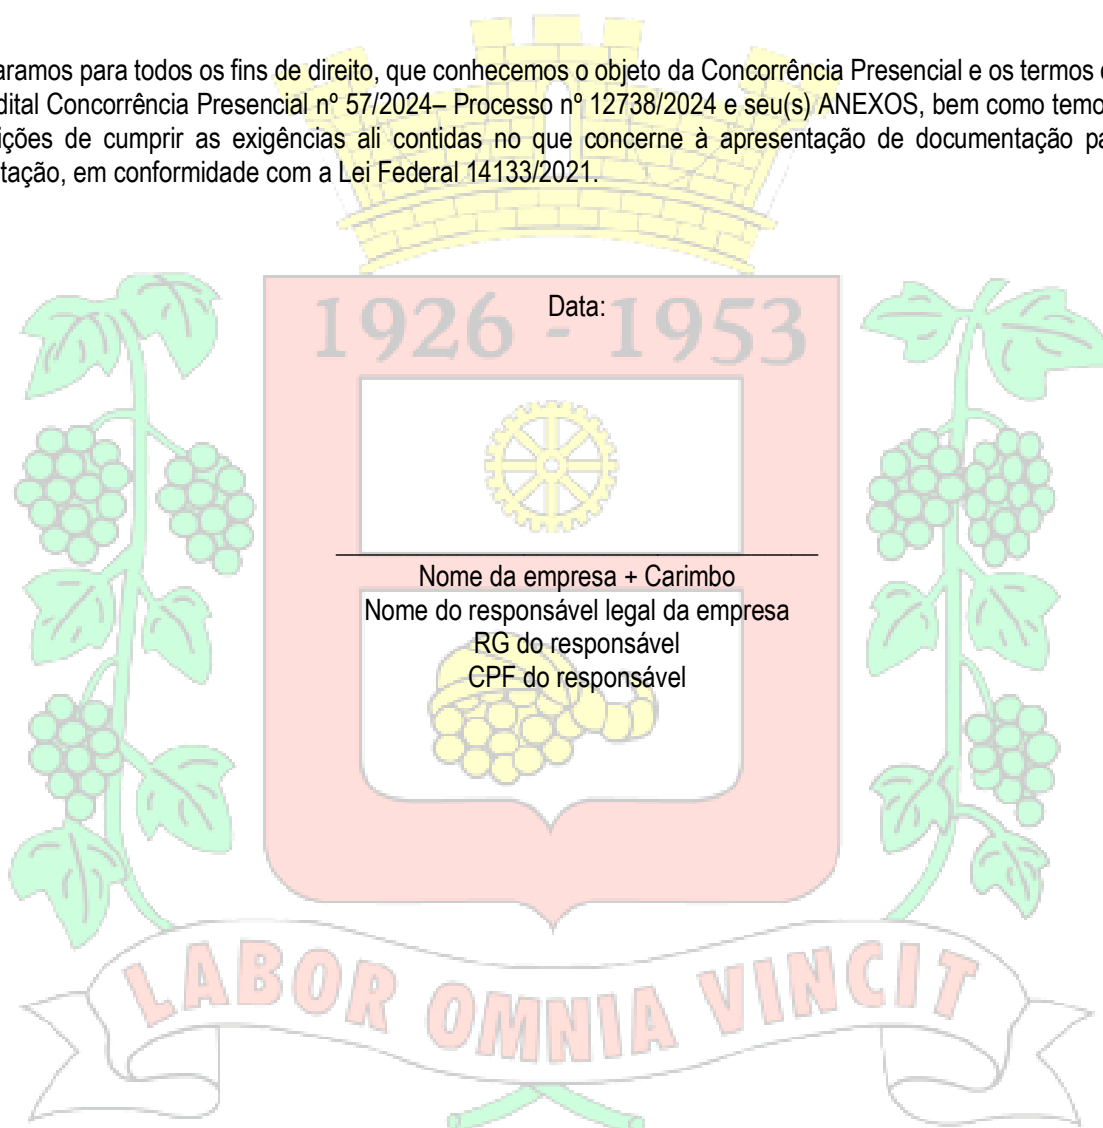 aramos para todos os fins de direito, que conhecemos o objeto da Concorrência Presencial e os termos
dital Concorrência Presencial nº 57/2024– Processo nº 12738/2024 e seu(s) ANEXOS, bem como temo
ições de cumprir as exigências ali contidas no que concerne à apresentação de documentação pa
tação, em conformidade com a Lei Federal 14133/2021.
1926 - 1953
Data:
Nome da empresa + Carimbo
Nome do responsável legal da empresa
RG do responsável
CPF do responsável
LABOR OMNIA VINCIT